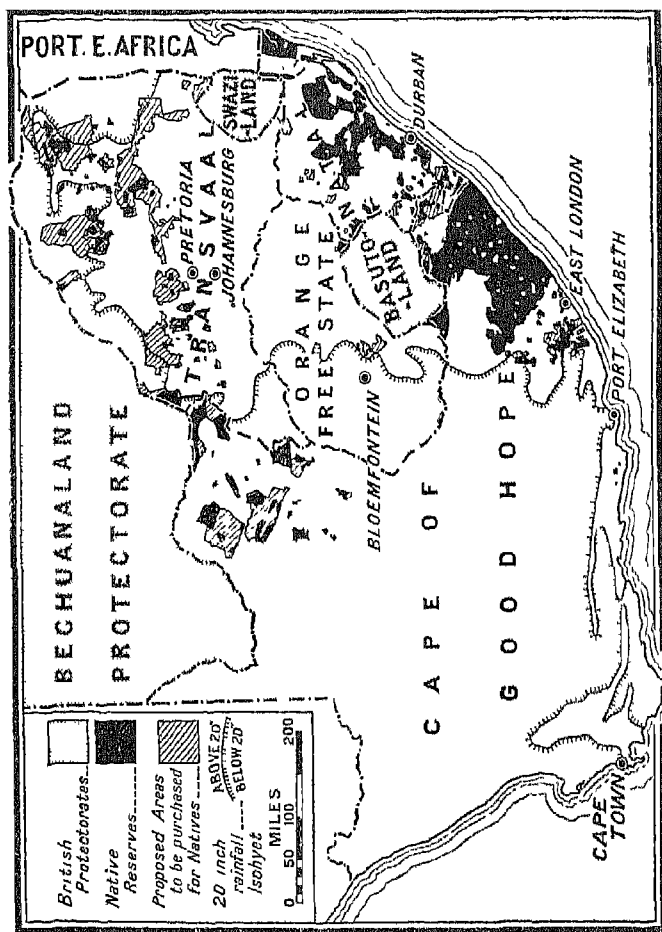 PORT. E. AFRICA
BECHUANALAND
PROTECTORATE
TRANSVAAL
PRETORIA
JOHANNESBURG
SWAZI-
LAND
ORANGE
FREE STATE
NATAL
BASUTO-
LAND
DURBAN
BLOEMFONTEIN
CAPE OF
GOOD HOPE
EAST LONDON
PORT ELIZABETH
CAPE
TOWN
British
Protectorates
Native
Reserves
Proposed Areas
to be purchased
for Natives
20 inch
rainfall
Isohyet
ABOVE 20"
BELOW 20"
MILES
0 50 100 200